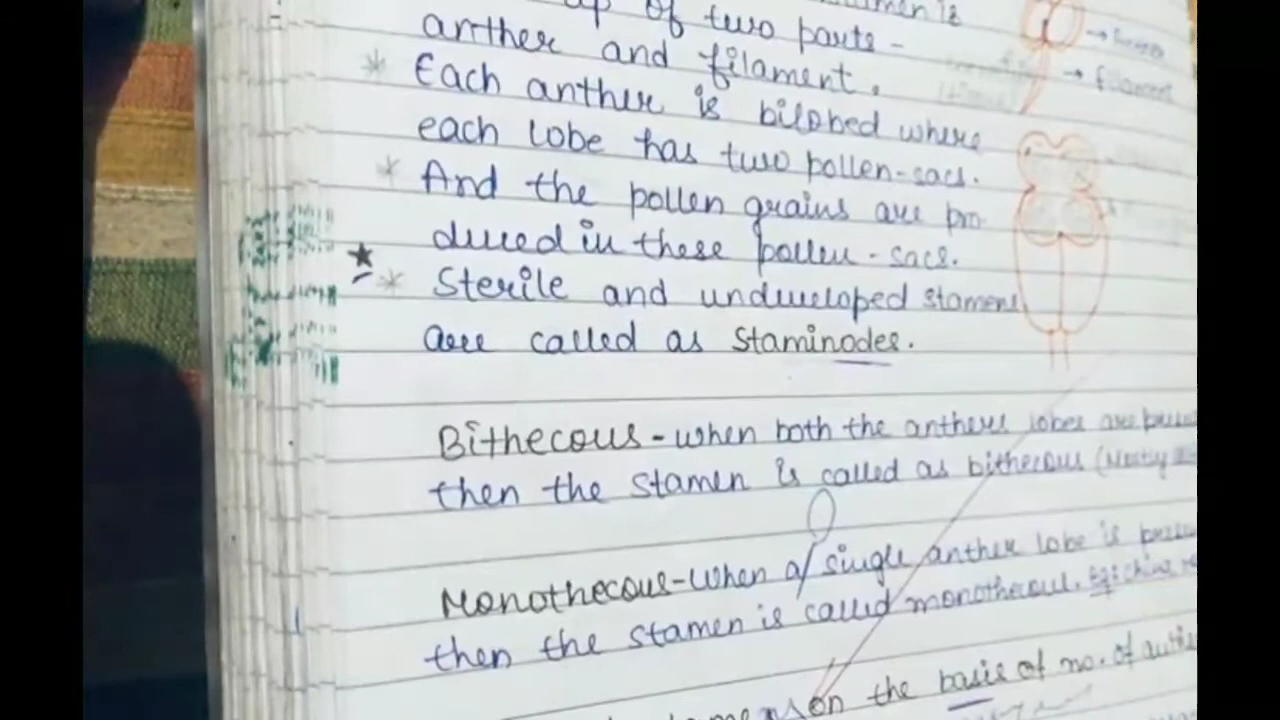 up of two parts -
anther and filament.
→ filament
* Each anther is bilobed where
each lobe has two pollen-sacs.
* And the pollen grains are pro
duced in these pollen-sacs.
* Sterile and undeveloped stamens
are called as staminodes.
Bithecous - when both the anthers lobes are
then the stamen is called as bithecous (
Monothecous - when a single anther lobe is
then the stamen is called monothecous. Eg:
on the basis of no. of